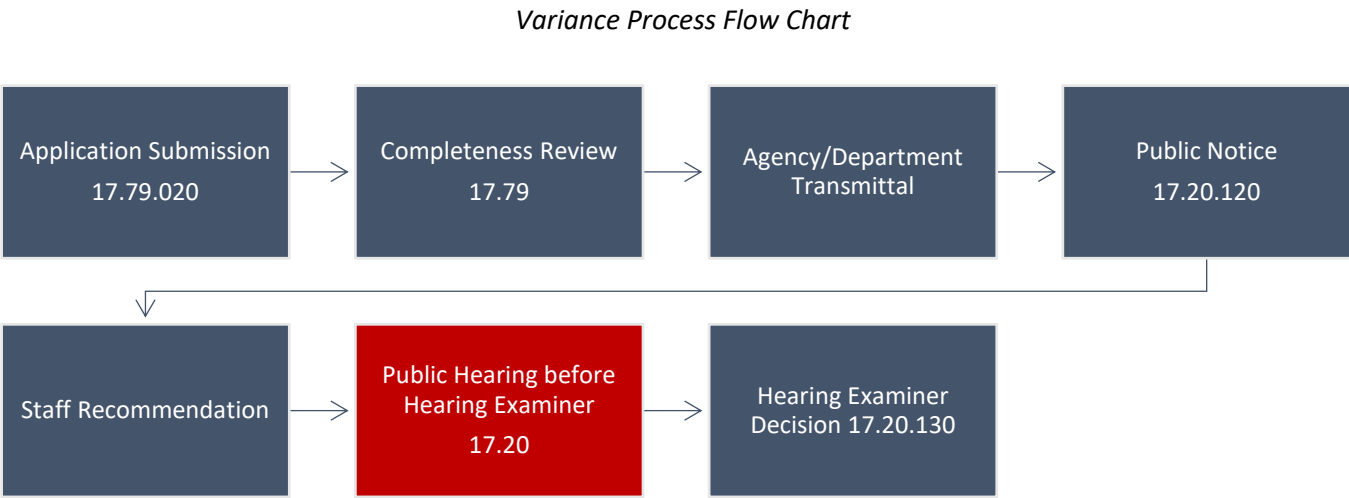 Variance Process Flow Chart
Application Submission
17.79.020
Completeness Review
17.79
Agency/Department
Transmittal
Public Notice
17.20.120
Staff Recommendation
Public Hearing before
Hearing Examiner
17.20
Hearing Examiner
Decision 17.20.130